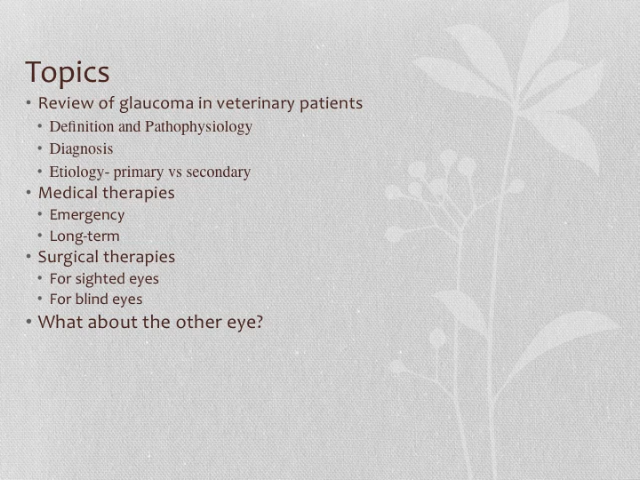 Topics
• Review of glaucoma in veterinary patients
• Definition and Pathophysiology
• Diagnosis
• Etiology- primary vs secondary
• Medical therapies
• Emergency
• Long-term
• Surgical therapies
• For sighted eyes
• For blind eyes
• What about the other eye?